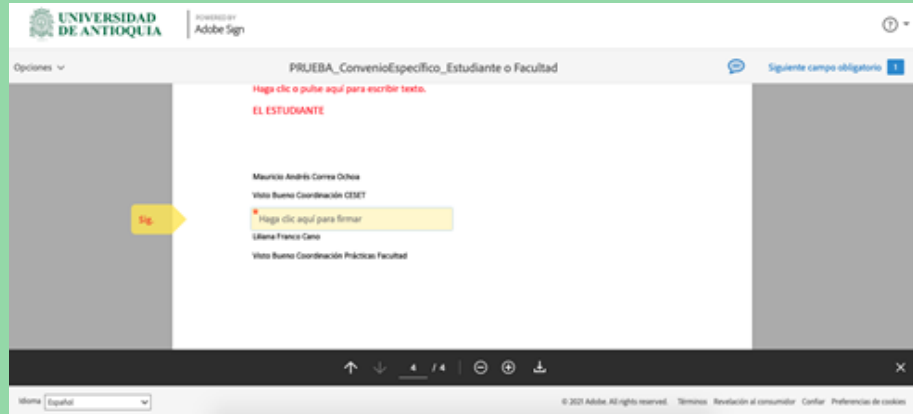 UNIVERSIDAD
DE ANTIOQUIA
POWERED BY
Adobe Sign
Opciones
PRUEBA_ConvenioEspecífico_Estudiante o Facultad
Siguiente campo obligatorio 1
Haga clic o pulse aquí para escribir texto.
EL ESTUDIANTE
Mauricio Andrés Correa Ochoa
Visto Bueno Coordinación CESET
Sig.
* Haga clic aquí para firmar
Liliana Franco Cano
Visto Bueno Coordinación Prácticas Facultad
4 / 4
Idioma Español
© 2021 Adobe. All rights reserved. Términos Revelación al consumidor Confiar Preferencias de cookies